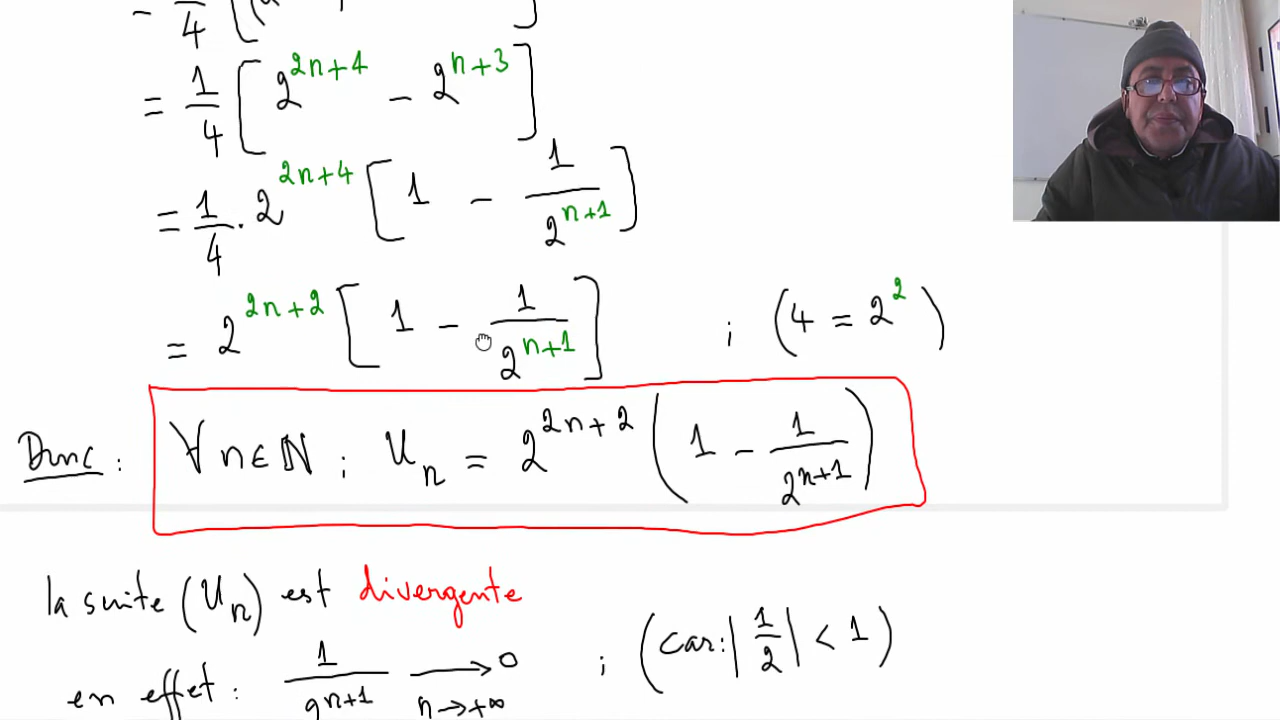 = 1/4 [
= 1/4 [ 2^{2n+4} - 2^{n+3} ]
= 1/4 . 2^{2n+4} [ 1 - 1/2^{n+1} ]
= 2^{2n+2} [ 1 - 1/2^{n+1} ] ; (4 = 2^2)
Donc : ∀ n ∈ ℕ ; U_n = 2^{2n+2} ( 1 - 1/2^{n+1} )
la suite (U_n) est divergente
en effet : 1/2^{n+1} → 0 n→+∞ ; (car: |1/2| < 1)